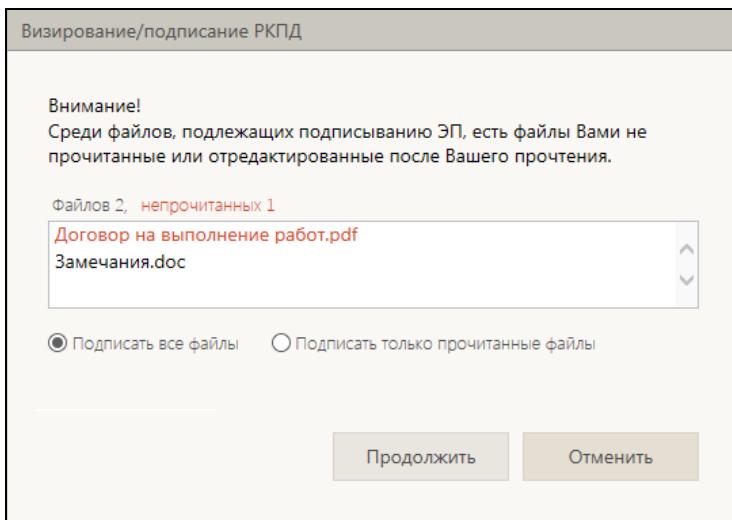 Визирование/подписание РКПД
Внимание!
Среди файлов, подлежащих подписыванию ЭП, есть файлы Вами не
прочитанные или отредактированные после Вашего прочтения.
Файлов 2, непрочитанных 1
Договор на выполнение работ.pdf
Замечания.doc
Подписать все файлы Подписать только прочитанные файлы
Продолжить Отменить